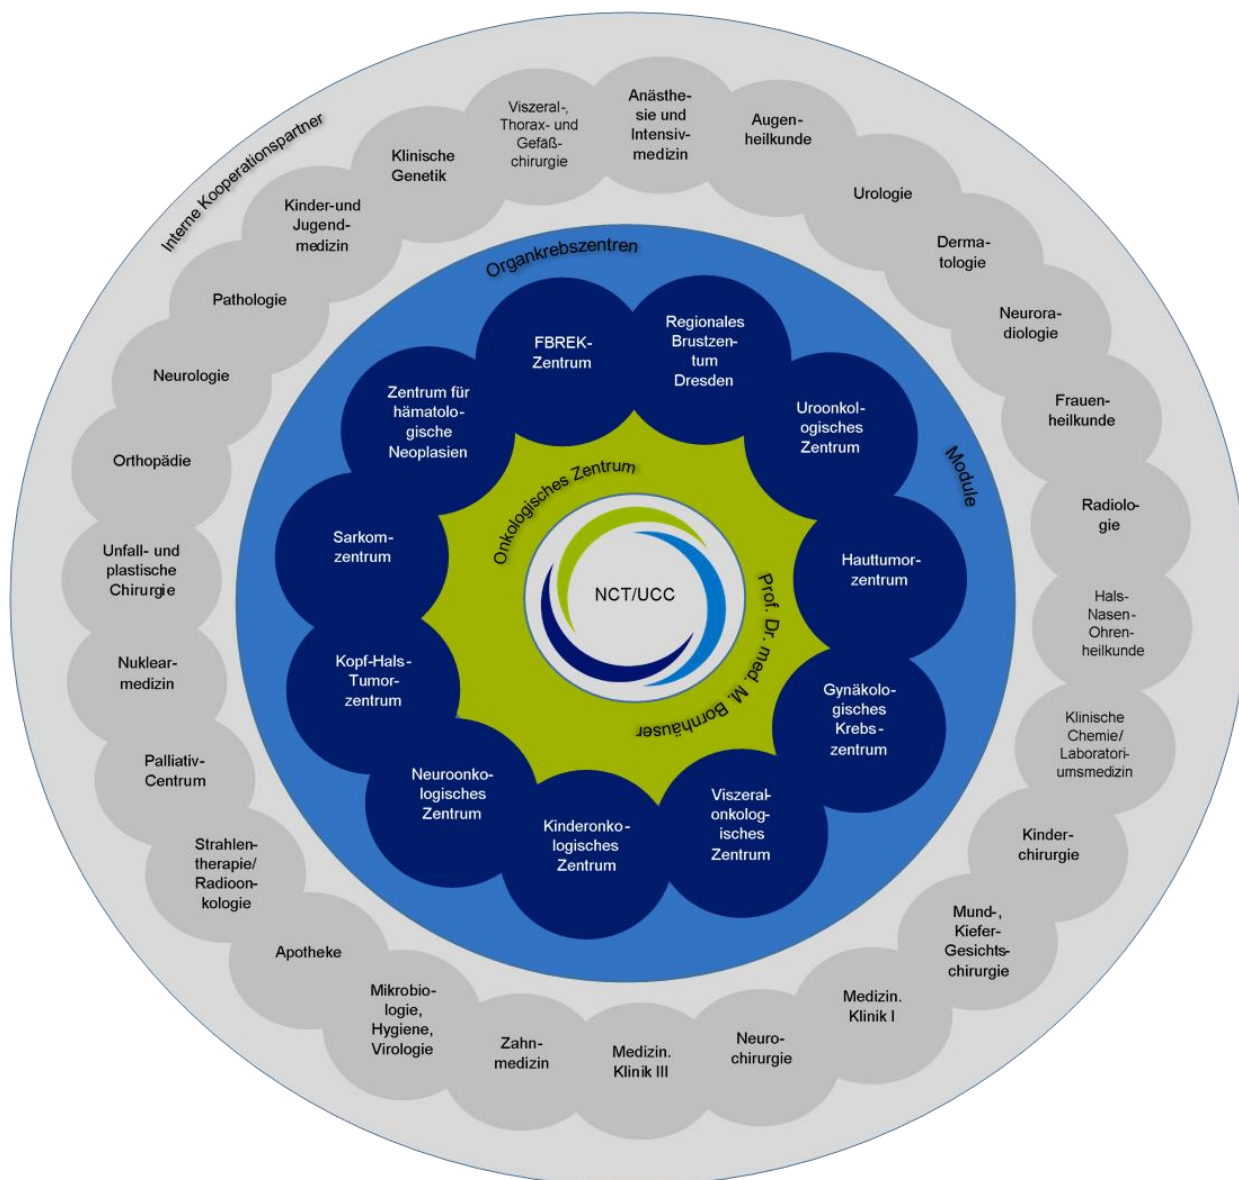 Interne Kooperationspartner
Viszeral-,
Thorax- und
Gefäß-
chirurgie
Anästhe-
sie und
Intensiv-
medizin
Augen-
heilkunde
Urologie
Derma-
tologie
Neurora-
diologie
Frauen-
heilkunde
Radiolo-
gie
Hals-
Nasen-
Ohren-
heilkunde
Klinische
Chemie/
Laboratori-
umsmedizin
Kinder-
chirurgie
Mund-,
Kiefer-
Gesichts-
chirurgie
Medizin.
Klinik I
Neuro-
chirurgie
Medizin.
Klinik III
Zahn-
medizin
Mikrobio-
logie,
Hygiene,
Virologie
Apotheke
Strahlen-
therapie/
Radioon-
kologie
Palliativ-
Centrum
Nuklear-
medizin
Unfall- und
plastische
Chirurgie
Orthopädie
Neurologie
Pathologie
Kinder-und
Jugend-
medizin
Klinische
Genetik
Organkrebszentren
Module
FBREK-
Zentrum
Regionales
Brustzen-
tum
Dresden
Uroonkol-
ogisches
Zentrum
Hauttumor-
zentrum
Gynäkolo-
gisches
Krebs-
zentrum
Viszeral-
onkolog-
isches
Zentrum
Kinderonko-
logisches
Zentrum
Neuroonko-
logisches
Zentrum
Kopf-Hals-
Tumor-
zentrum
Sarkom-
zentrum
Zentrum für
hämatolo-
gische
Neoplasien
Onkologisches Zentrum
Prof. Dr. med. M. Bornhäuser
NCT/UCC